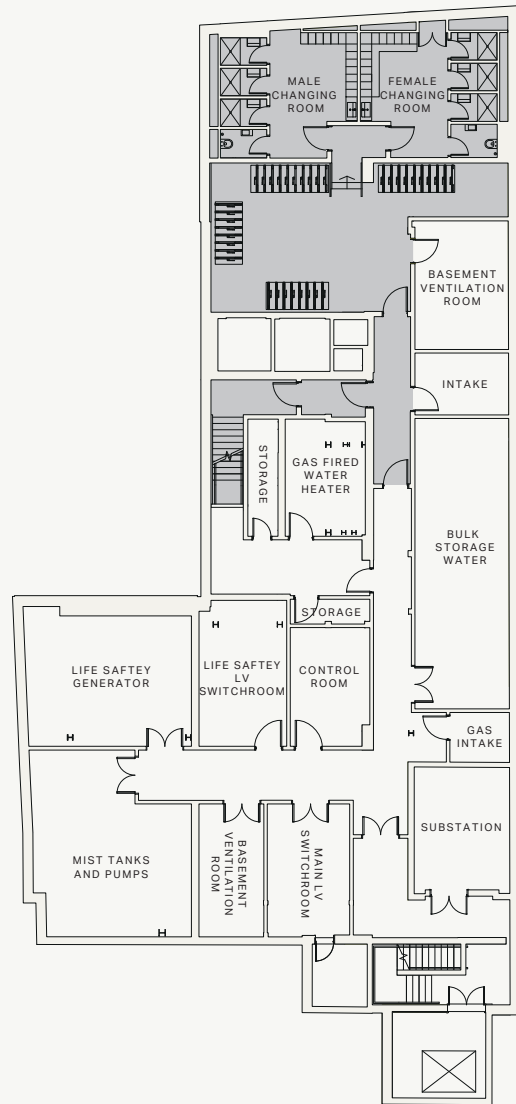 MALE
CHANGING
ROOM
FEMALE
CHANGING
ROOM
BASEMENT
VENTILATION
ROOM
INTAKE
STORAGE
GAS FIRED
WATER
HEATER
BULK
STORAGE
WATER
STORAGE
LIFE SAFTEY
GENERATOR
LIFE SAFTEY
LV
SWITCHROOM
CONTROL
ROOM
GAS
INTAKE
MIST TANKS
AND PUMPS
BASEMENT
VENTILATION
ROOM
MAIN LV
SWITCHROOM
SUBSTATION